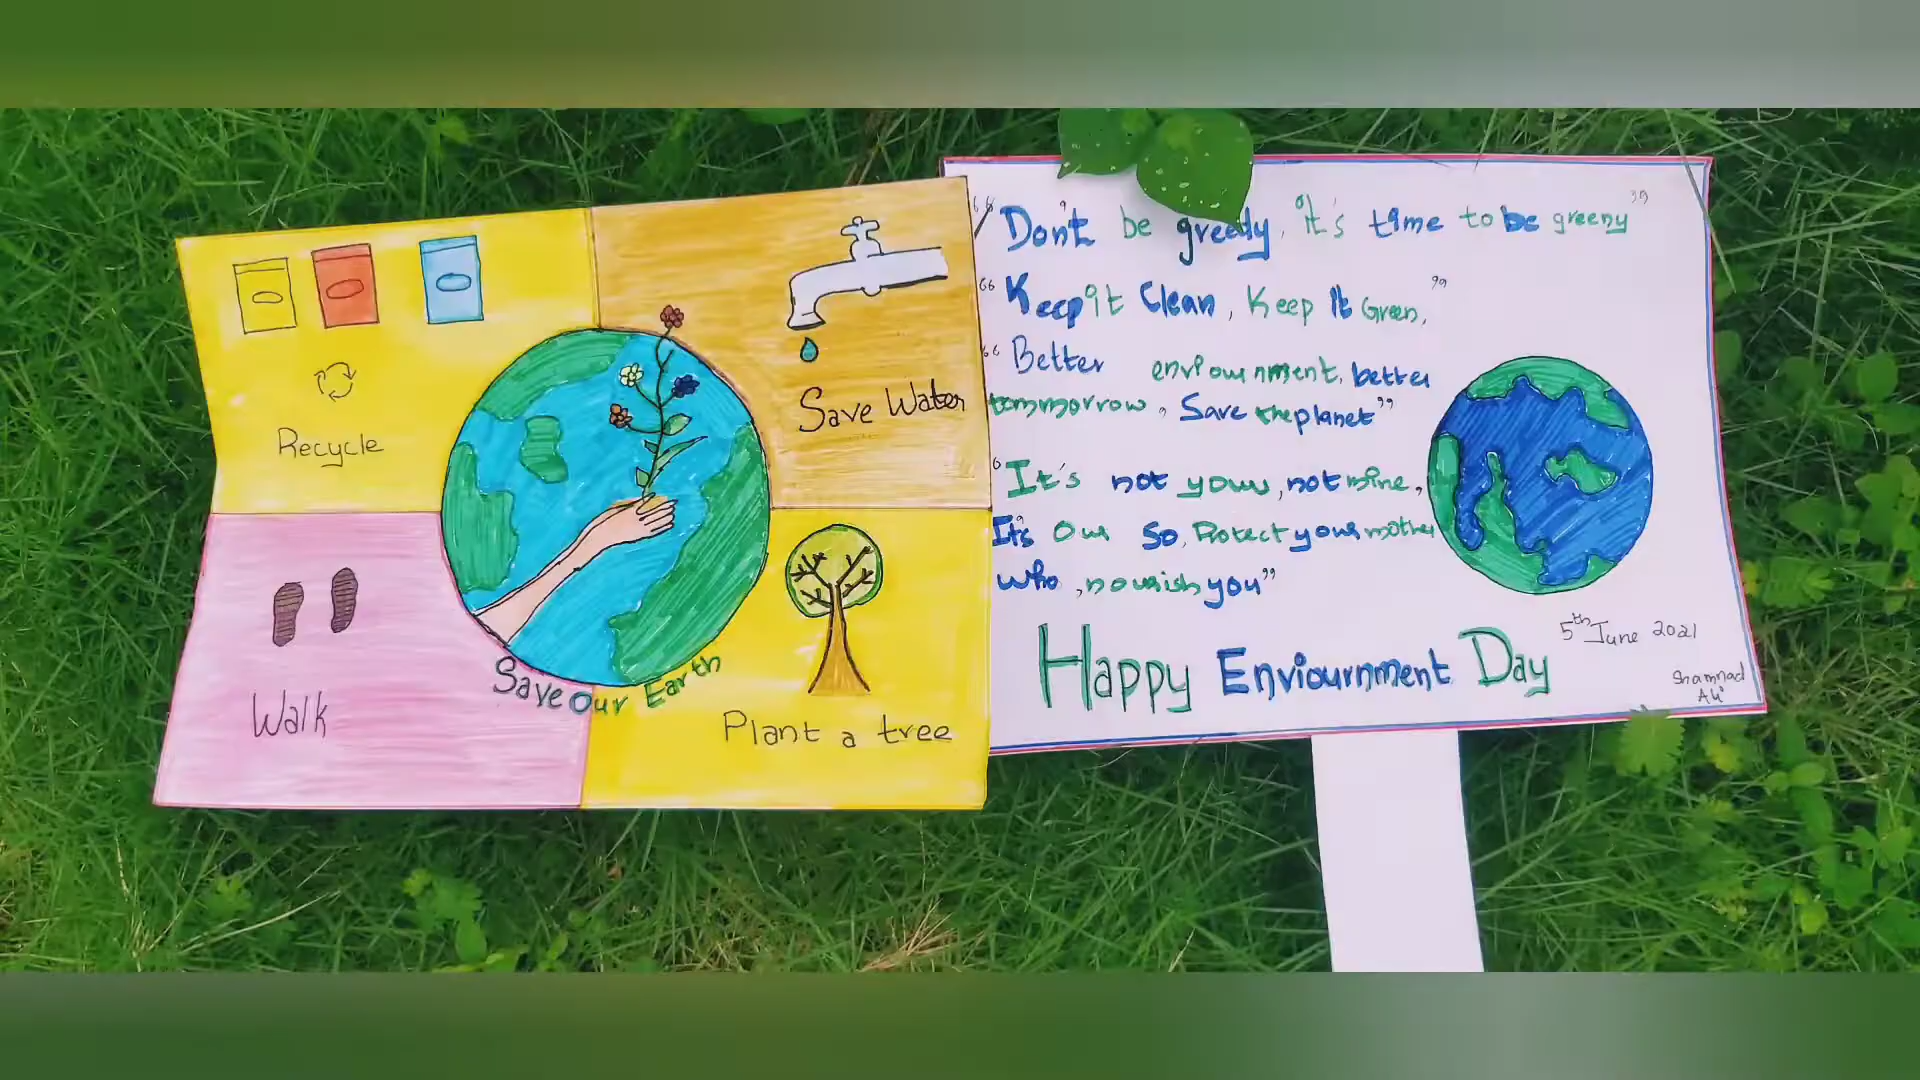 Recycle
Save Water
Walk
Save Our Earth
Plant a tree
"Don't be greedy, it's time to be greeny"
"Keep it Clean, Keep It Green,"
"Better enviournment, better
tommorrow, Save the planet"
"It's not your, not mine,
It's Our So, Protect your mother
Who, nourish you"
Happy Enviournment Day
5th June 2021
Shamnad
Ali